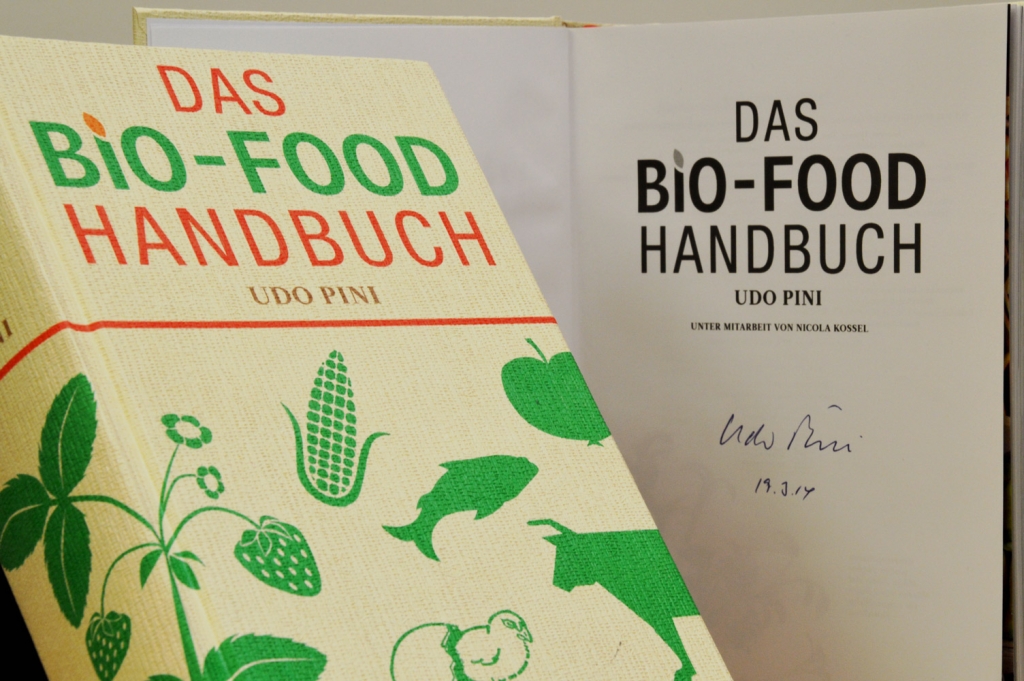 DAS
BiO-FOOD
HANDBUCH
UDO PINI
DAS
BiO-FOOD
HANDBUCH
UDO PINI
UNTER MITARBEIT VON NICOLA KOSSEL
Udo Pini
19.3.14